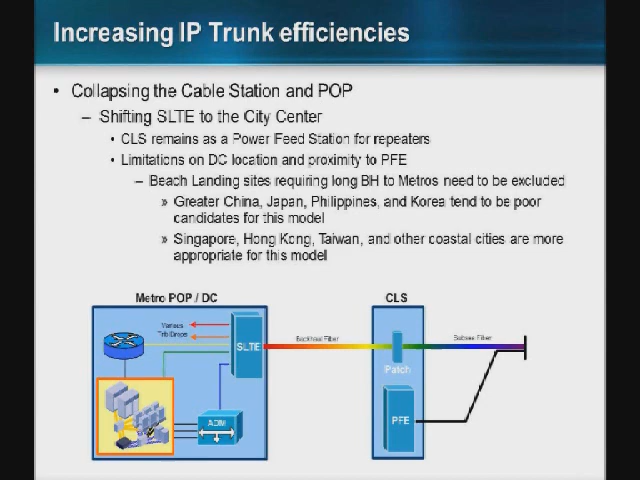 Increasing IP Trunk efficiencies
• Collapsing the Cable Station and POP
– Shifting SLTE to the City Center
• CLS remains as a Power Feed Station for repeaters
• Limitations on DC location and proximity to PFE
– Beach Landing sites requiring long BH to Metros need to be excluded
» Greater China, Japan, Philippines, and Korea tend to be poor
candidates for this model
» Singapore, Hong Kong, Taiwan, and other coastal cities are more
appropriate for this model
Metro POP / DC
CLS
Various
Trib Drops
SLTE
Backhaul Fiber
Subsea Fiber
Patch
ADM
PFE